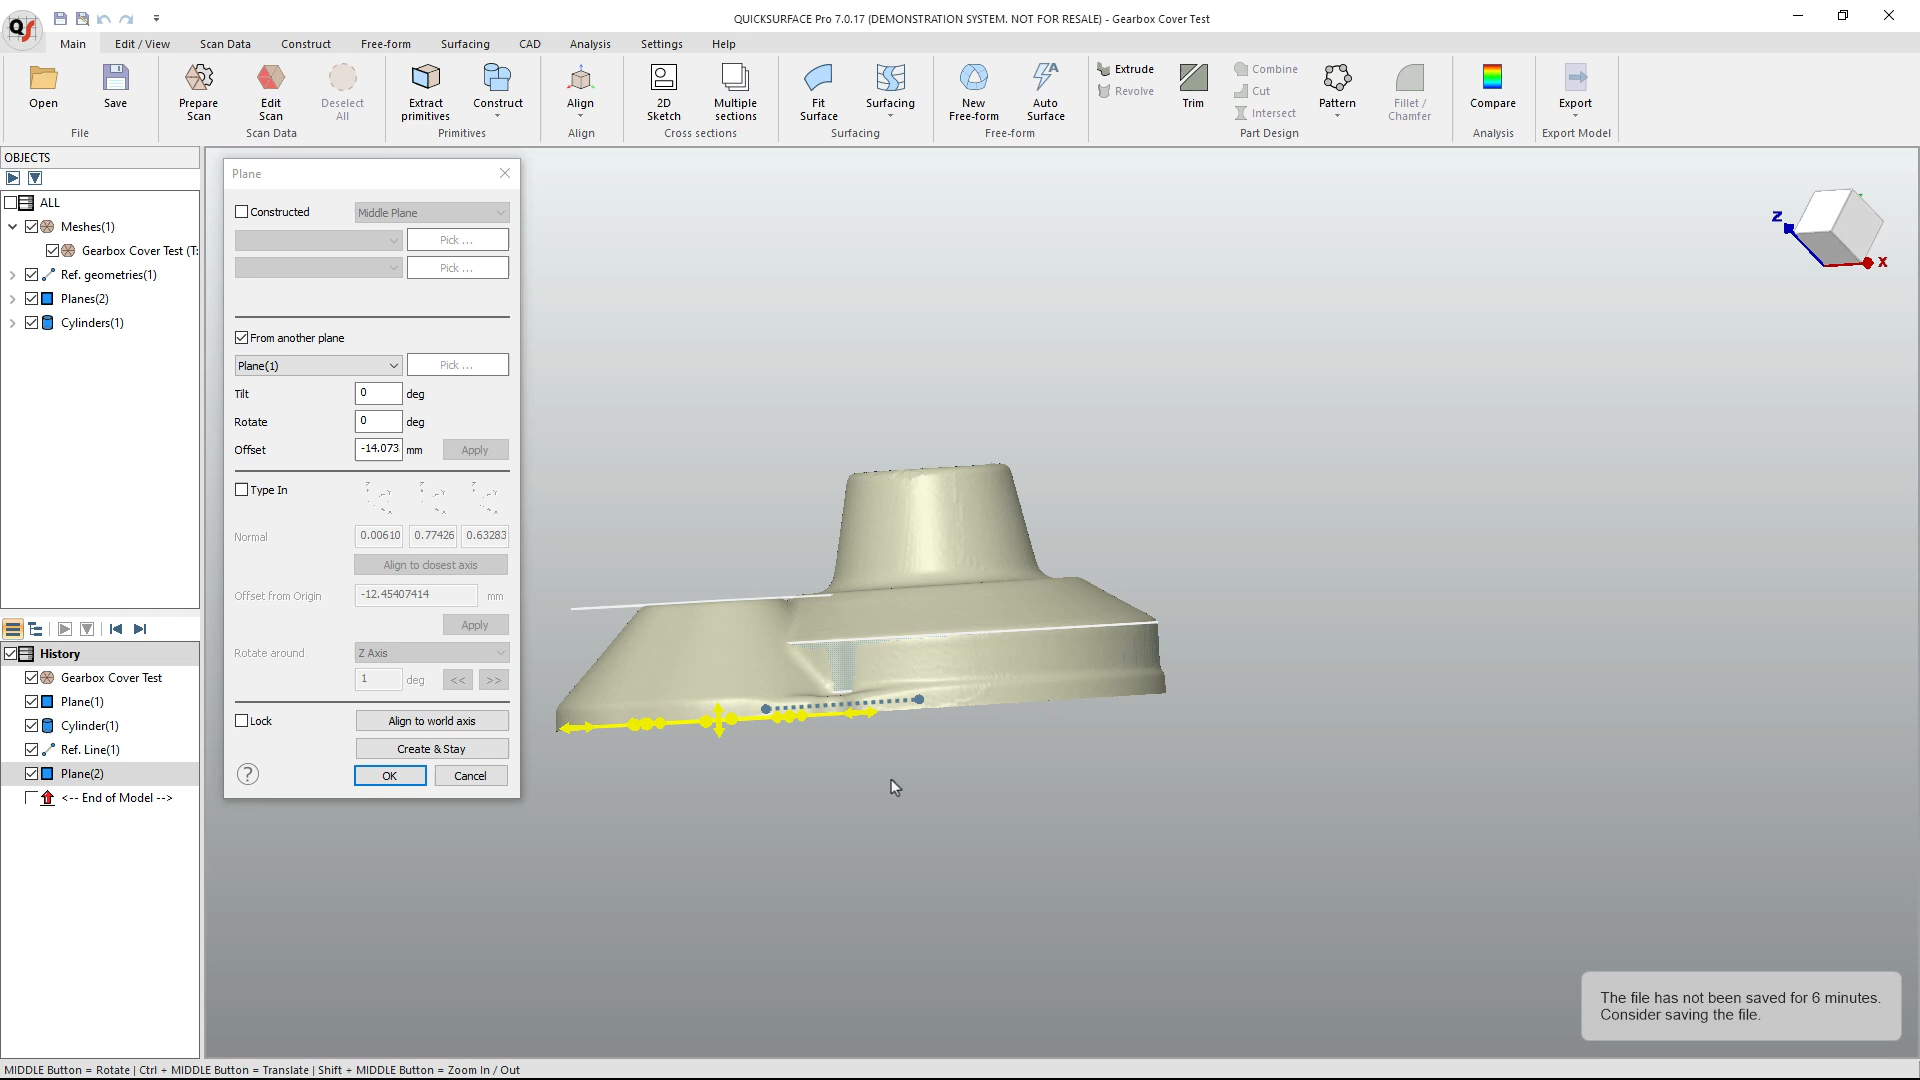 QUICKSURFACE Pro 7.0.17 (DEMONSTRATION SYSTEM. NOT FOR RESALE) - Gearbox Cover Test
Main Edit / View Scan Data Construct Free-form Surfacing CAD Analysis Settings Help
Open Save Prepare Scan Edit Scan Deselect All Extract primitives Construct Align 2D Sketch Multiple sections Fit Surface Surfacing New Free-form Auto Surface Extrude Revolve Trim Combine Cut Intersect Pattern Fillet / Chamfer Compare Export
File Scan Data Primitives Align Cross sections Surfacing Free-form Part Design Analysis Export Model
OBJECTS
ALL
Meshes(1)
Gearbox Cover Test (T:
Ref. geometries(1)
Planes(2)
Cylinders(1)
History
Gearbox Cover Test
Plane(1)
Cylinder(1)
Ref. Line(1)
Plane(2)
<-- End of Model -->
Plane
Constructed Middle Plane
Pick ...
Pick ...
From another plane
Plane(1) Pick ...
Tilt 0 deg
Rotate 0 deg
Offset -14.073 mm Apply
Type In
Normal 0.00610 0.77426 0.63283
Align to closest axis
Offset from Origin -12.45407414 mm
Apply
Rotate around Z Axis
1 deg << >>
Lock Align to world axis
Create & Stay
? OK Cancel
Z
X
The file has not been saved for 6 minutes.
Consider saving the file.
MIDDLE Button = Rotate | Ctrl + MIDDLE Button = Translate | Shift + MIDDLE Button = Zoom In / Out